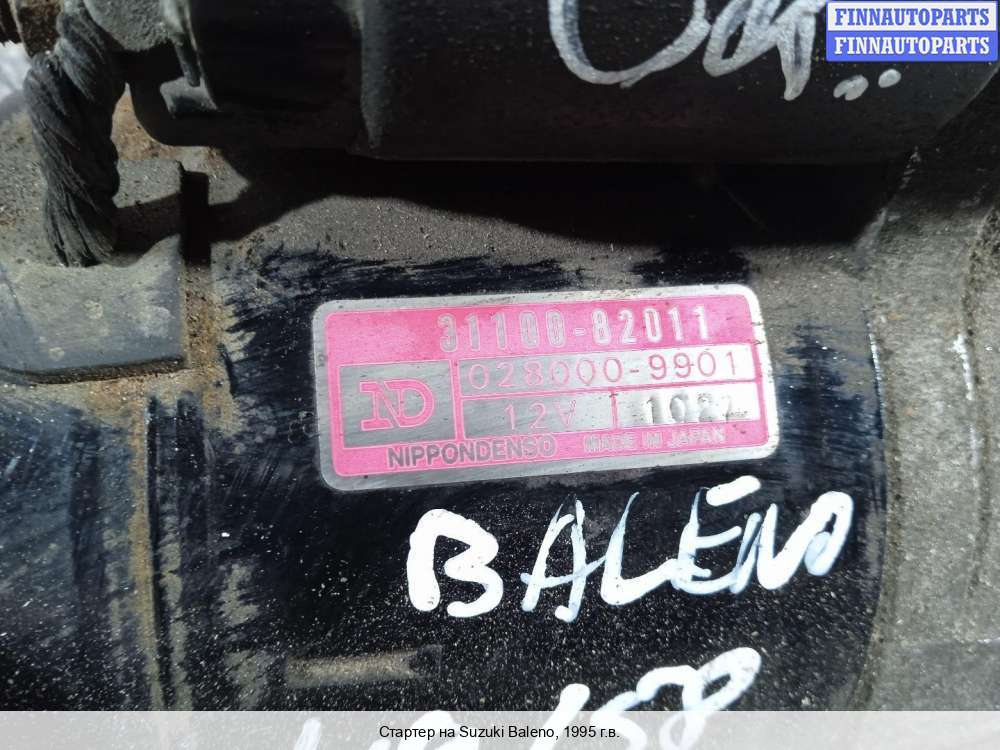 FINNAUTOPARTS
FINNAUTOPARTS
31100-82011
028000-9901
ND
12V
NIPPONDENSO MADE IN JAPAN
BALENO
Стартер на Suzuki Baleno, 1995 г.в.